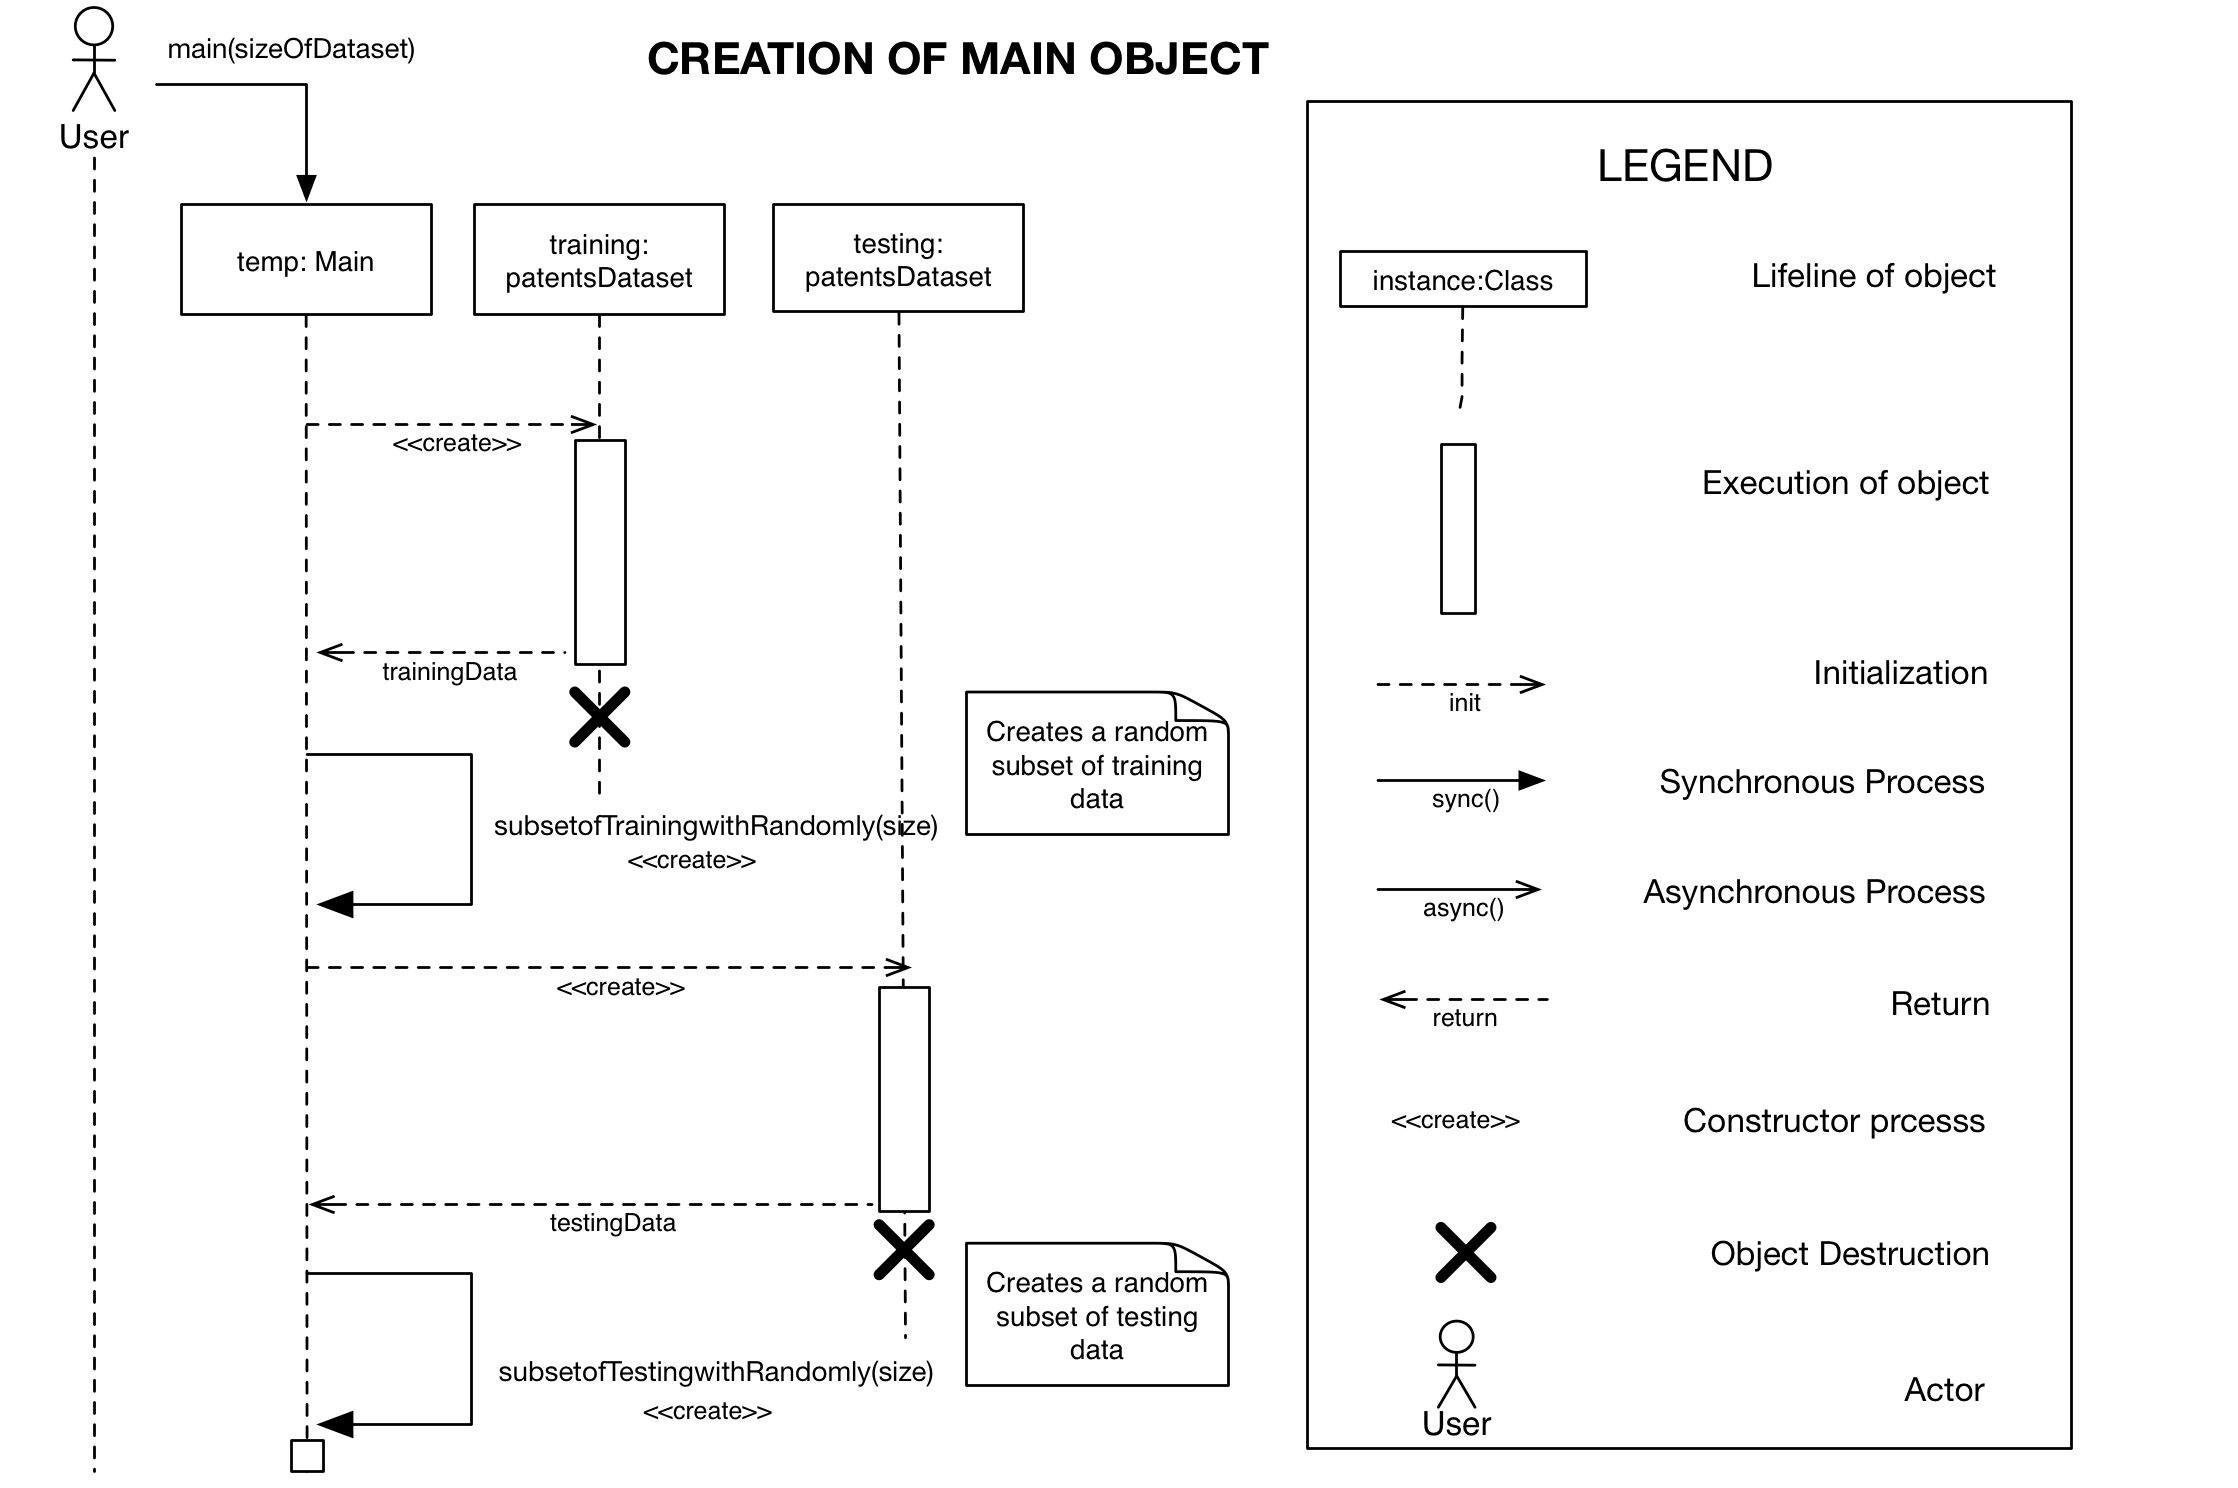 main(sizeOfDataset)
CREATION OF MAIN OBJECT
User
temp: Main
training:
patentsDataset
testing:
patentsDataset
<<create>>
trainingData
Creates a random
subset of training
data
subsetofTrainingwithRandomly(size)
<<create>>
<<create>>
testingData
Creates a random
subset of testing
data
subsetofTestingwithRandomly(size)
<<create>>
LEGEND
instance:Class
Lifeline of object
Execution of object
Initialization
init
Synchronous Process
sync()
Asynchronous Process
async()
Return
return
<<create>>
Constructor prcesss
Object Destruction
Actor
User